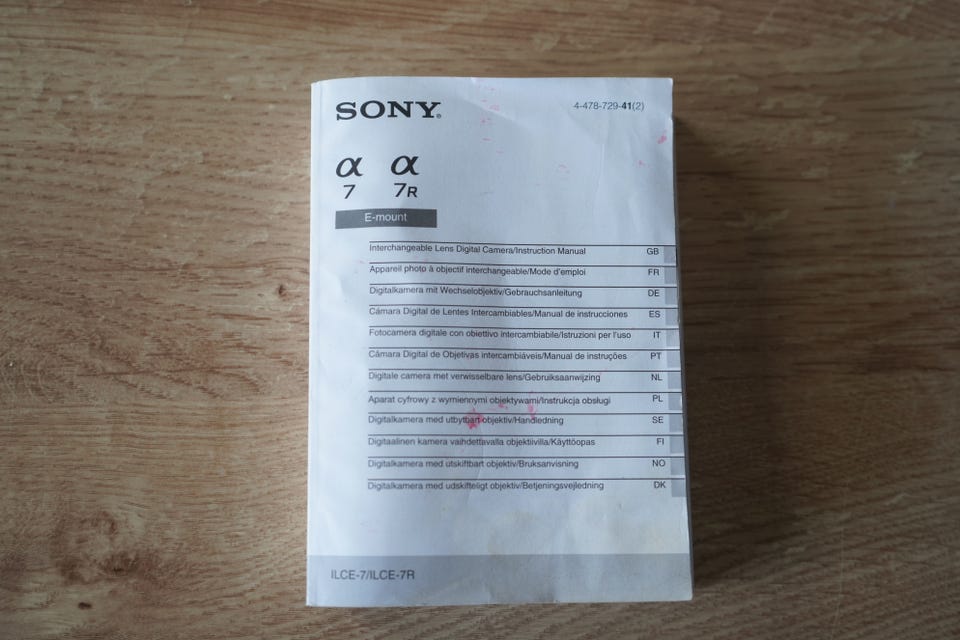 SONY®
4-478-729-41(2)
α α
7 7R
E-mount
Interchangeable Lens Digital Camera/Instruction Manual GB
Appareil photo à objectif interchangeable/Mode d'emploi FR
Digitalkamera mit Wechselobjektiv/Gebrauchsanleitung DE
Cámara Digital de Lentes Intercambiables/Manual de instrucciones ES
Fotocamera digitale con obiettivo intercambiabile/Istruzioni per l'uso IT
Câmara Digital de Objetivas intercambiáveis/Manual de instruções PT
Digitale camera met verwisselbare lens/Gebruiksaanwijzing NL
Aparat cyfrowy z wymiennymi objektywami/Instrukcja obsługi PL
Digitalkamera med utbytbart objektiv/Handledning SE
Digitaalinen kamera vaihdettavalla objektiivilla/Käyttöopas FI
Digitalkamera med utskiftbart objektiv/Bruksanvisning NO
Digitalkamera med udskifteligt objektiv/Betjeningsvejledning DK
ILCE-7/ILCE-7R